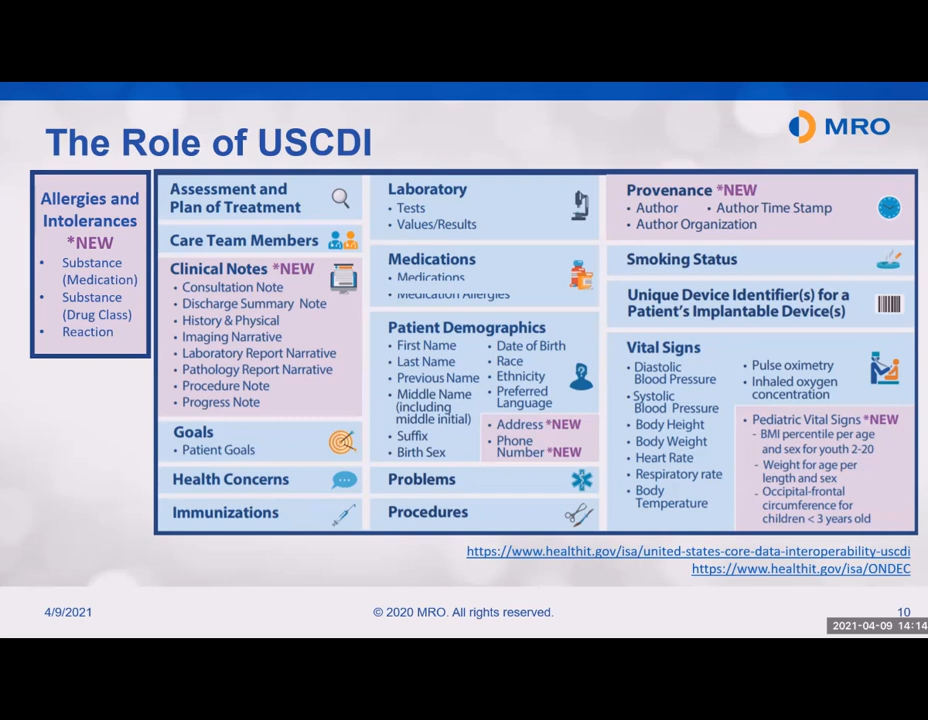 The Role of USCDI
MRO
Allergies and
Intolerances
*NEW
• Substance
(Medication)
• Substance
(Drug Class)
• Reaction
Assessment and
Plan of Treatment
Care Team Members
Clinical Notes *NEW
• Consultation Note
• Discharge Summary Note
• History & Physical
• Imaging Narrative
• Laboratory Report Narrative
• Pathology Report Narrative
• Procedure Note
• Progress Note
Goals
• Patient Goals
Health Concerns
Immunizations
Laboratory
• Tests
• Values/Results
Medications
• Medications
• Medication Allergies
Patient Demographics
• First Name
• Last Name
• Previous Name
• Middle Name
(including
middle initial)
• Suffix
• Birth Sex
• Date of Birth
• Race
• Ethnicity
• Preferred
Language
• Address *NEW
• Phone
Number *NEW
Problems
Procedures
Provenance *NEW
• Author • Author Time Stamp
• Author Organization
Smoking Status
Unique Device Identifier(s) for a
Patient's Implantable Device(s)
Vital Signs
• Diastolic
Blood Pressure
• Systolic
Blood Pressure
• Body Height
• Body Weight
• Heart Rate
• Respiratory rate
• Body
Temperature
• Pulse oximetry
• Inhaled oxygen
concentration
• Pediatric Vital Signs *NEW
- BMI percentile per age
and sex for youth 2-20
- Weight for age per
length and sex
- Occipital-frontal
circumference for
children < 3 years old
https://www.healthit.gov/isa/united-states-core-data-interoperability-uscdi
https://www.healthit.gov/isa/ONDEC
4/9/2021
© 2020 MRO. All rights reserved.
10
2021-04-09 14:14